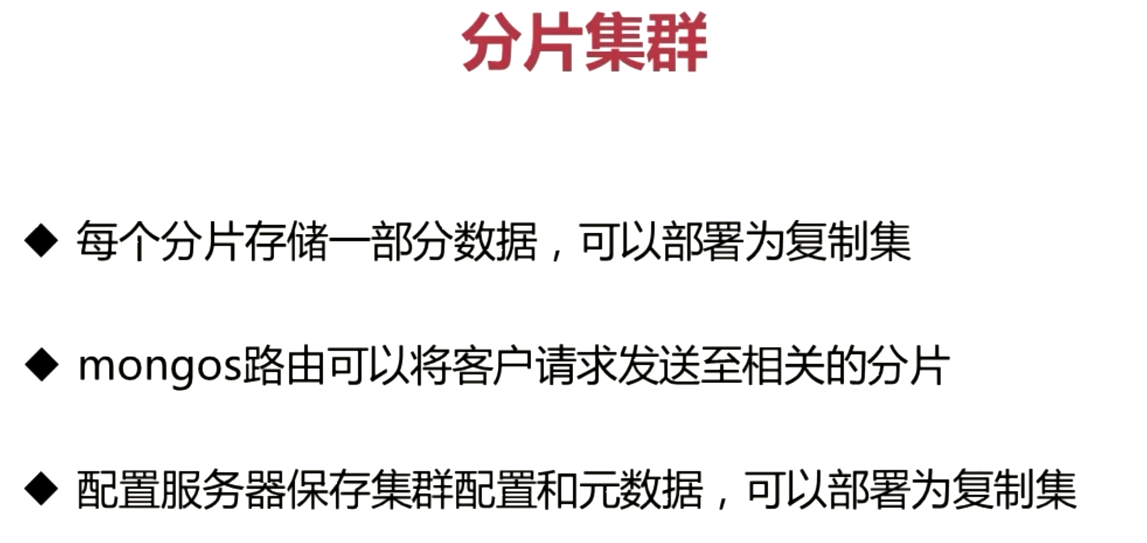 分片集群
◆ 每个分片存储一部分数据，可以部署为复制集
◆ mongos路由可以将客户请求发送至相关的分片
◆ 配置服务器保存集群配置和元数据，可以部署为复制集